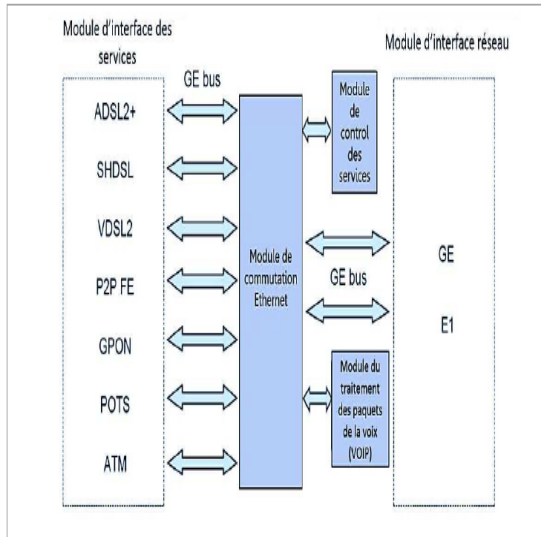 Module d'interface des
services
GE bus
ADSL2+
SHDSL
VDSL2
P2P FE
GPON
POTS
ATM
Module de
commutation
Ethernet
Module
de
control
des
services
GE bus
Module du
traitement
des paquets
de la voix
(VOIP)
Module d'interface réseau
GE
E1